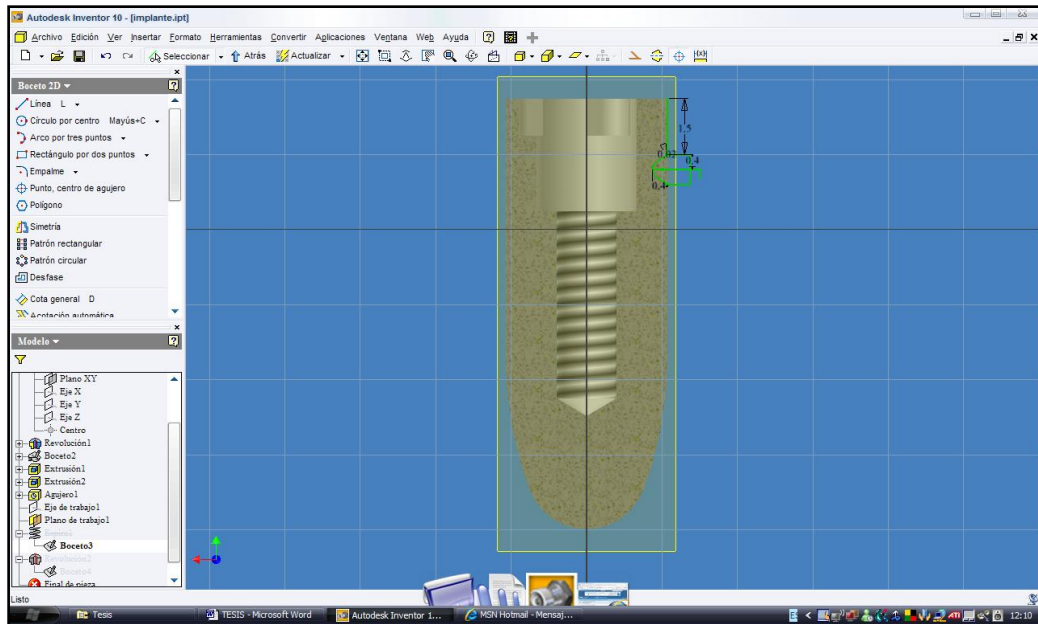 Autodesk Inventor 10 - [implante.ipt]
Archivo Edición Ver Insertar Formato Herramientas Convertir Aplicaciones Ventana Web Ayuda
Seleccionar Atrás Actualizar
Boceto 2D
Línea L
Círculo por centro Mayús+C
Arco por tres puntos
Rectángulo por dos puntos
Empalme
Punto, centro de agujero
Polígono
Simetría
Patrón rectangular
Patrón circular
Desfase
Cota general D
Acotación automática
Modelo
Plano XY
Eje X
Eje Y
Eje Z
Centro
Revolución1
Boceto2
Extrusión1
Extrusión2
Agujero1
Eje de trabajo1
Plano de trabajo1
Boceto3
Revolución2
Boceto4
Final de pieza
1,5
0,4
0,4
Listo
Tesis
TESIS - Microsoft Word
Autodesk Inventor 1...
MSN Hotmail - Mensaj...
12:10